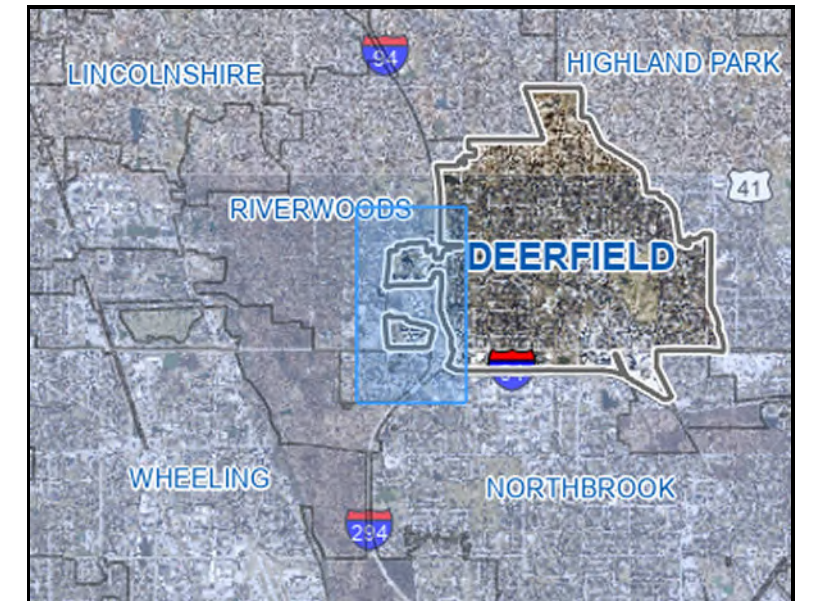 94
HIGHLAND PARK
LINCOLNSHIRE
41
RIVERWOODS
DEERFIELD
WHEELING
NORTHBROOK
294